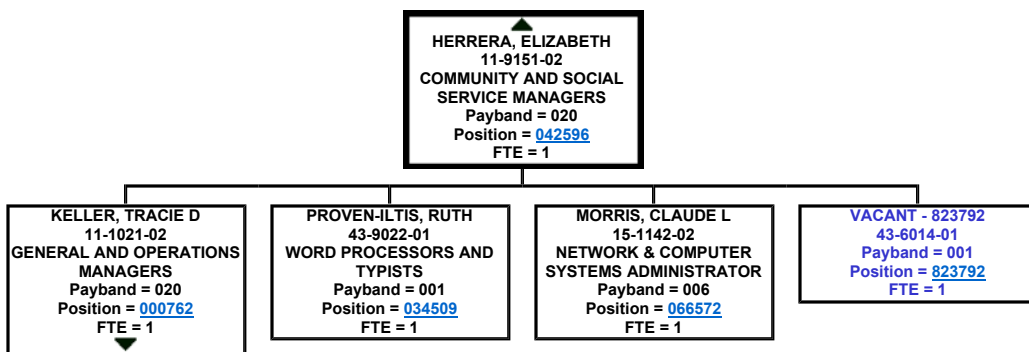 HERRERA, ELIZABETH
11-9151-02
COMMUNITY AND SOCIAL
SERVICE MANAGERS
Payband = 020
Position = 042596
FTE = 1
KELLER, TRACIE D
11-1021-02
GENERAL AND OPERATIONS
MANAGERS
Payband = 020
Position = 000762
FTE = 1
PROVEN-ILTIS, RUTH
43-9022-01
WORD PROCESSORS AND
TYPISTS
Payband = 001
Position = 034509
FTE = 1
MORRIS, CLAUDE L
15-1142-02
NETWORK & COMPUTER
SYSTEMS ADMINISTRATOR
Payband = 006
Position = 066572
FTE = 1
VACANT - 823792
43-6014-01
Payband = 001
Position = 823792
FTE = 1